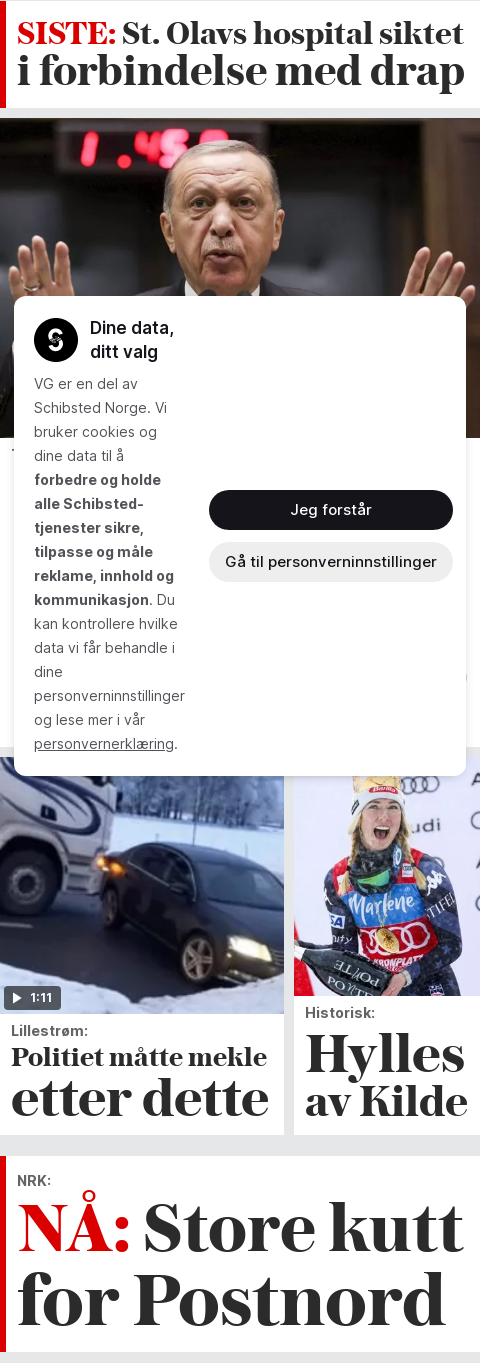 SISTE: St. Olavs hospital siktet
i forbindelse med drap
Dine data,
ditt valg
VG er en del av
Schibsted Norge. Vi
bruker cookies og
dine data til å
forbedre og holde
alle Schibsted-
tjenester sikre,
tilpasse og måle
reklame, innhold og
kommunikasjon. Du
kan kontrollere hvilke
data vi får behandle i
dine
personverninnstillinger
og lese mer i vår
personvernerklæring.
Jeg forstår
Gå til personverninnstillinger
1:11
Lillestrøm:
Politiet måtte mekle
etter dette
Marlene
USA
KRONPLATZ
Historisk:
Hylles
av Kilde
NRK:
NÅ: Store kutt
for Postnord